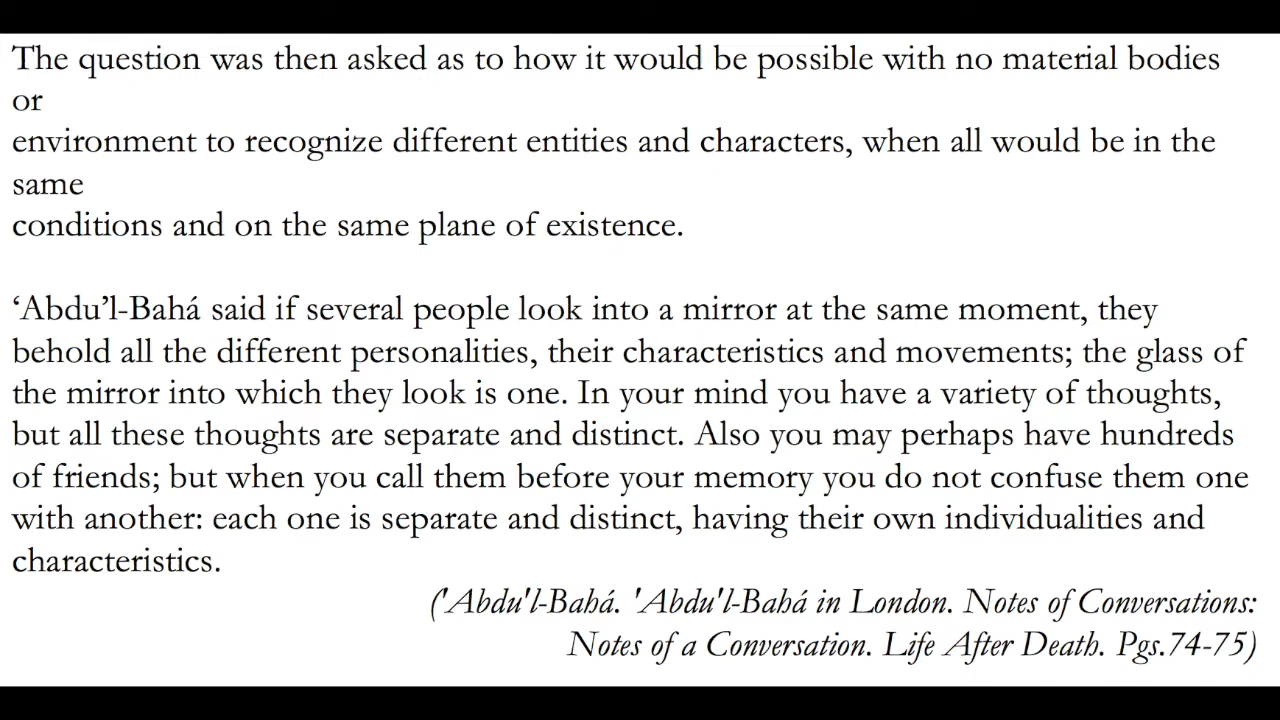 The question was then asked as to how it would be possible with no material bodies
or
environment to recognize different entities and characters, when all would be in the
same
conditions and on the same plane of existence.
‘Abdu’l-Bahá said if several people look into a mirror at the same moment, they
behold all the different personalities, their characteristics and movements; the glass of
the mirror into which they look is one. In your mind you have a variety of thoughts,
but all these thoughts are separate and distinct. Also you may perhaps have hundreds
of friends; but when you call them before your memory you do not confuse them one
with another: each one is separate and distinct, having their own individualities and
characteristics.
('Abdu'l-Bahá. 'Abdu'l-Bahá in London. Notes of Conversations:
Notes of a Conversation. Life After Death. Pgs.74-75)